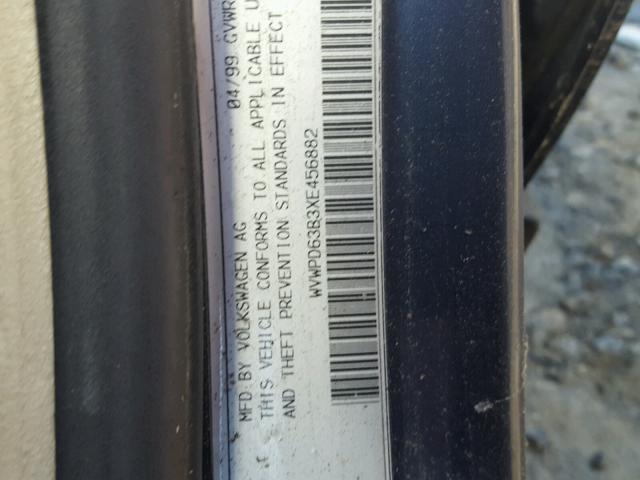 MFD BY VOLKSWAGEN AG 04/99 GVWR
THIS VEHICLE CONFORMS TO ALL APPLICABLE U
AND THEFT PREVENTION STANDARDS IN EFFECT
WVWPD63B3XE456882